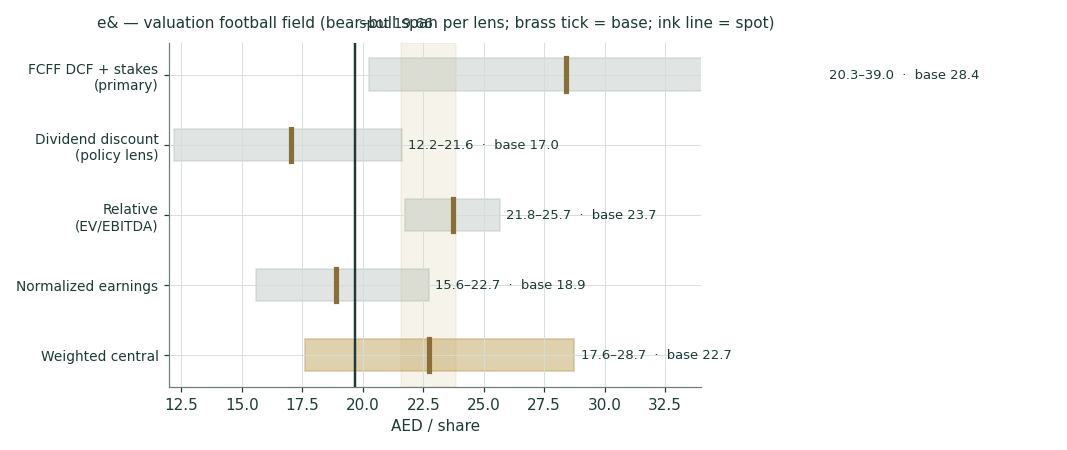 e& — valuation football field (bear–bull span per lens; brass tick = base; ink line = spot)
spot 19.66
FCFF DCF + stakes
(primary)
20.3–39.0 · base 28.4
Dividend discount
(policy lens)
12.2–21.6 · base 17.0
Relative
(EV/EBITDA)
21.8–25.7 · base 23.7
Normalized earnings
15.6–22.7 · base 18.9
Weighted central
17.6–28.7 · base 22.7
12.5 15.0 17.5 20.0 22.5 25.0 27.5 30.0 32.5
AED / share